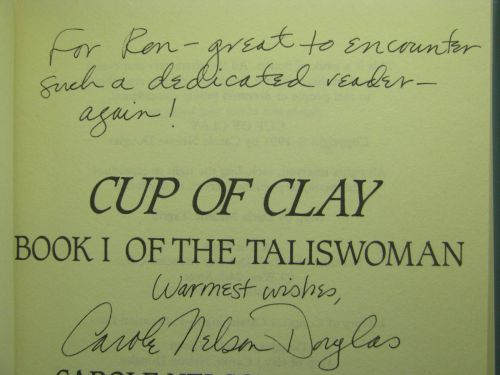 For Ron – great to encounter
such a dedicated reader –
again!
CUP OF CLAY
BOOK I OF THE TALISWOMAN
Warmest wishes,
Carole Nelson Douglas